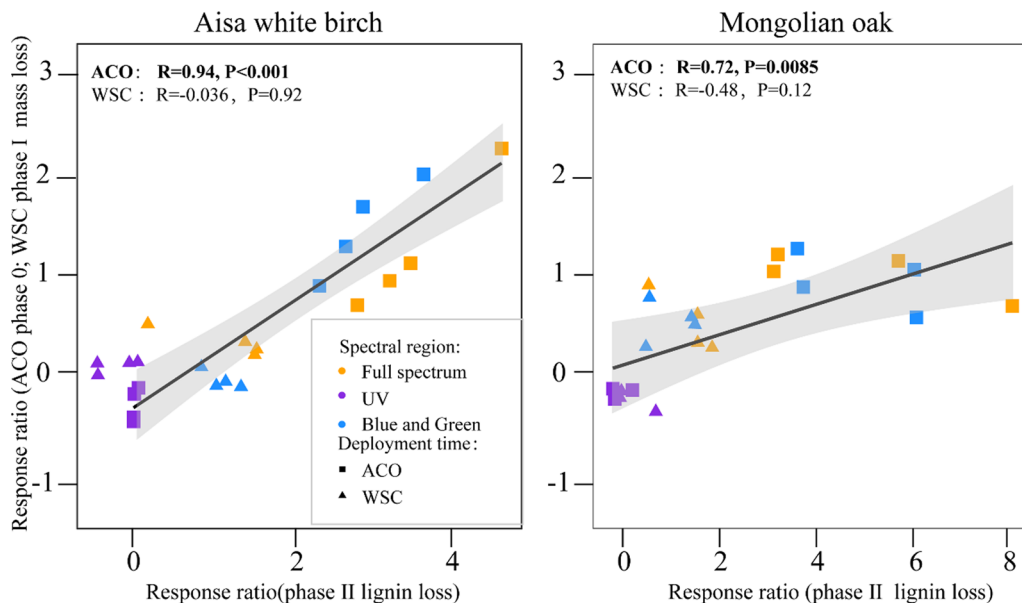 Aisa white birch
Mongolian oak
Response ratio (ACO phase 0; WSC phase I mass loss)
ACO: R=0.94, P<0.001
WSC: R=-0.036, P=0.92
3
2
1
0
-1
Spectral region:
Full spectrum
UV
Blue and Green
Deployment time:
ACO
WSC
0 2 4
Response ratio(phase II lignin loss)
ACO: R=0.72, P=0.0085
WSC: R=-0.48, P=0.12
3
2
1
0
-1
0 2 4 6 8
Response ratio (phase II lignin loss)